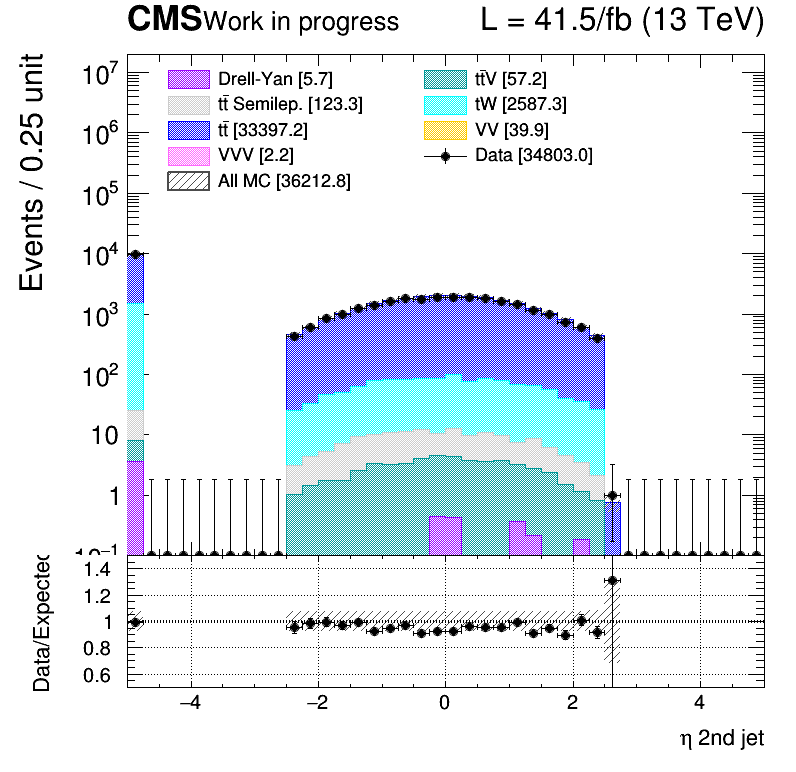 CMS Work in progress L = 41.5/fb (13 TeV)
Events / 0.25 unit
10⁷
10⁶
10⁵
10⁴
10³
10²
10
1
10⁻¹
Drell-Yan [5.7]
tt̄ Semilep. [123.3]
tt̄ [33397.2]
VVV [2.2]
All MC [36212.8]
tt̄V [57.2]
tW [2587.3]
VV [39.9]
Data [34803.0]
Data/Expected
1.4
1.2
1
0.8
0.6
−4 −2 0 2 4
η 2nd jet